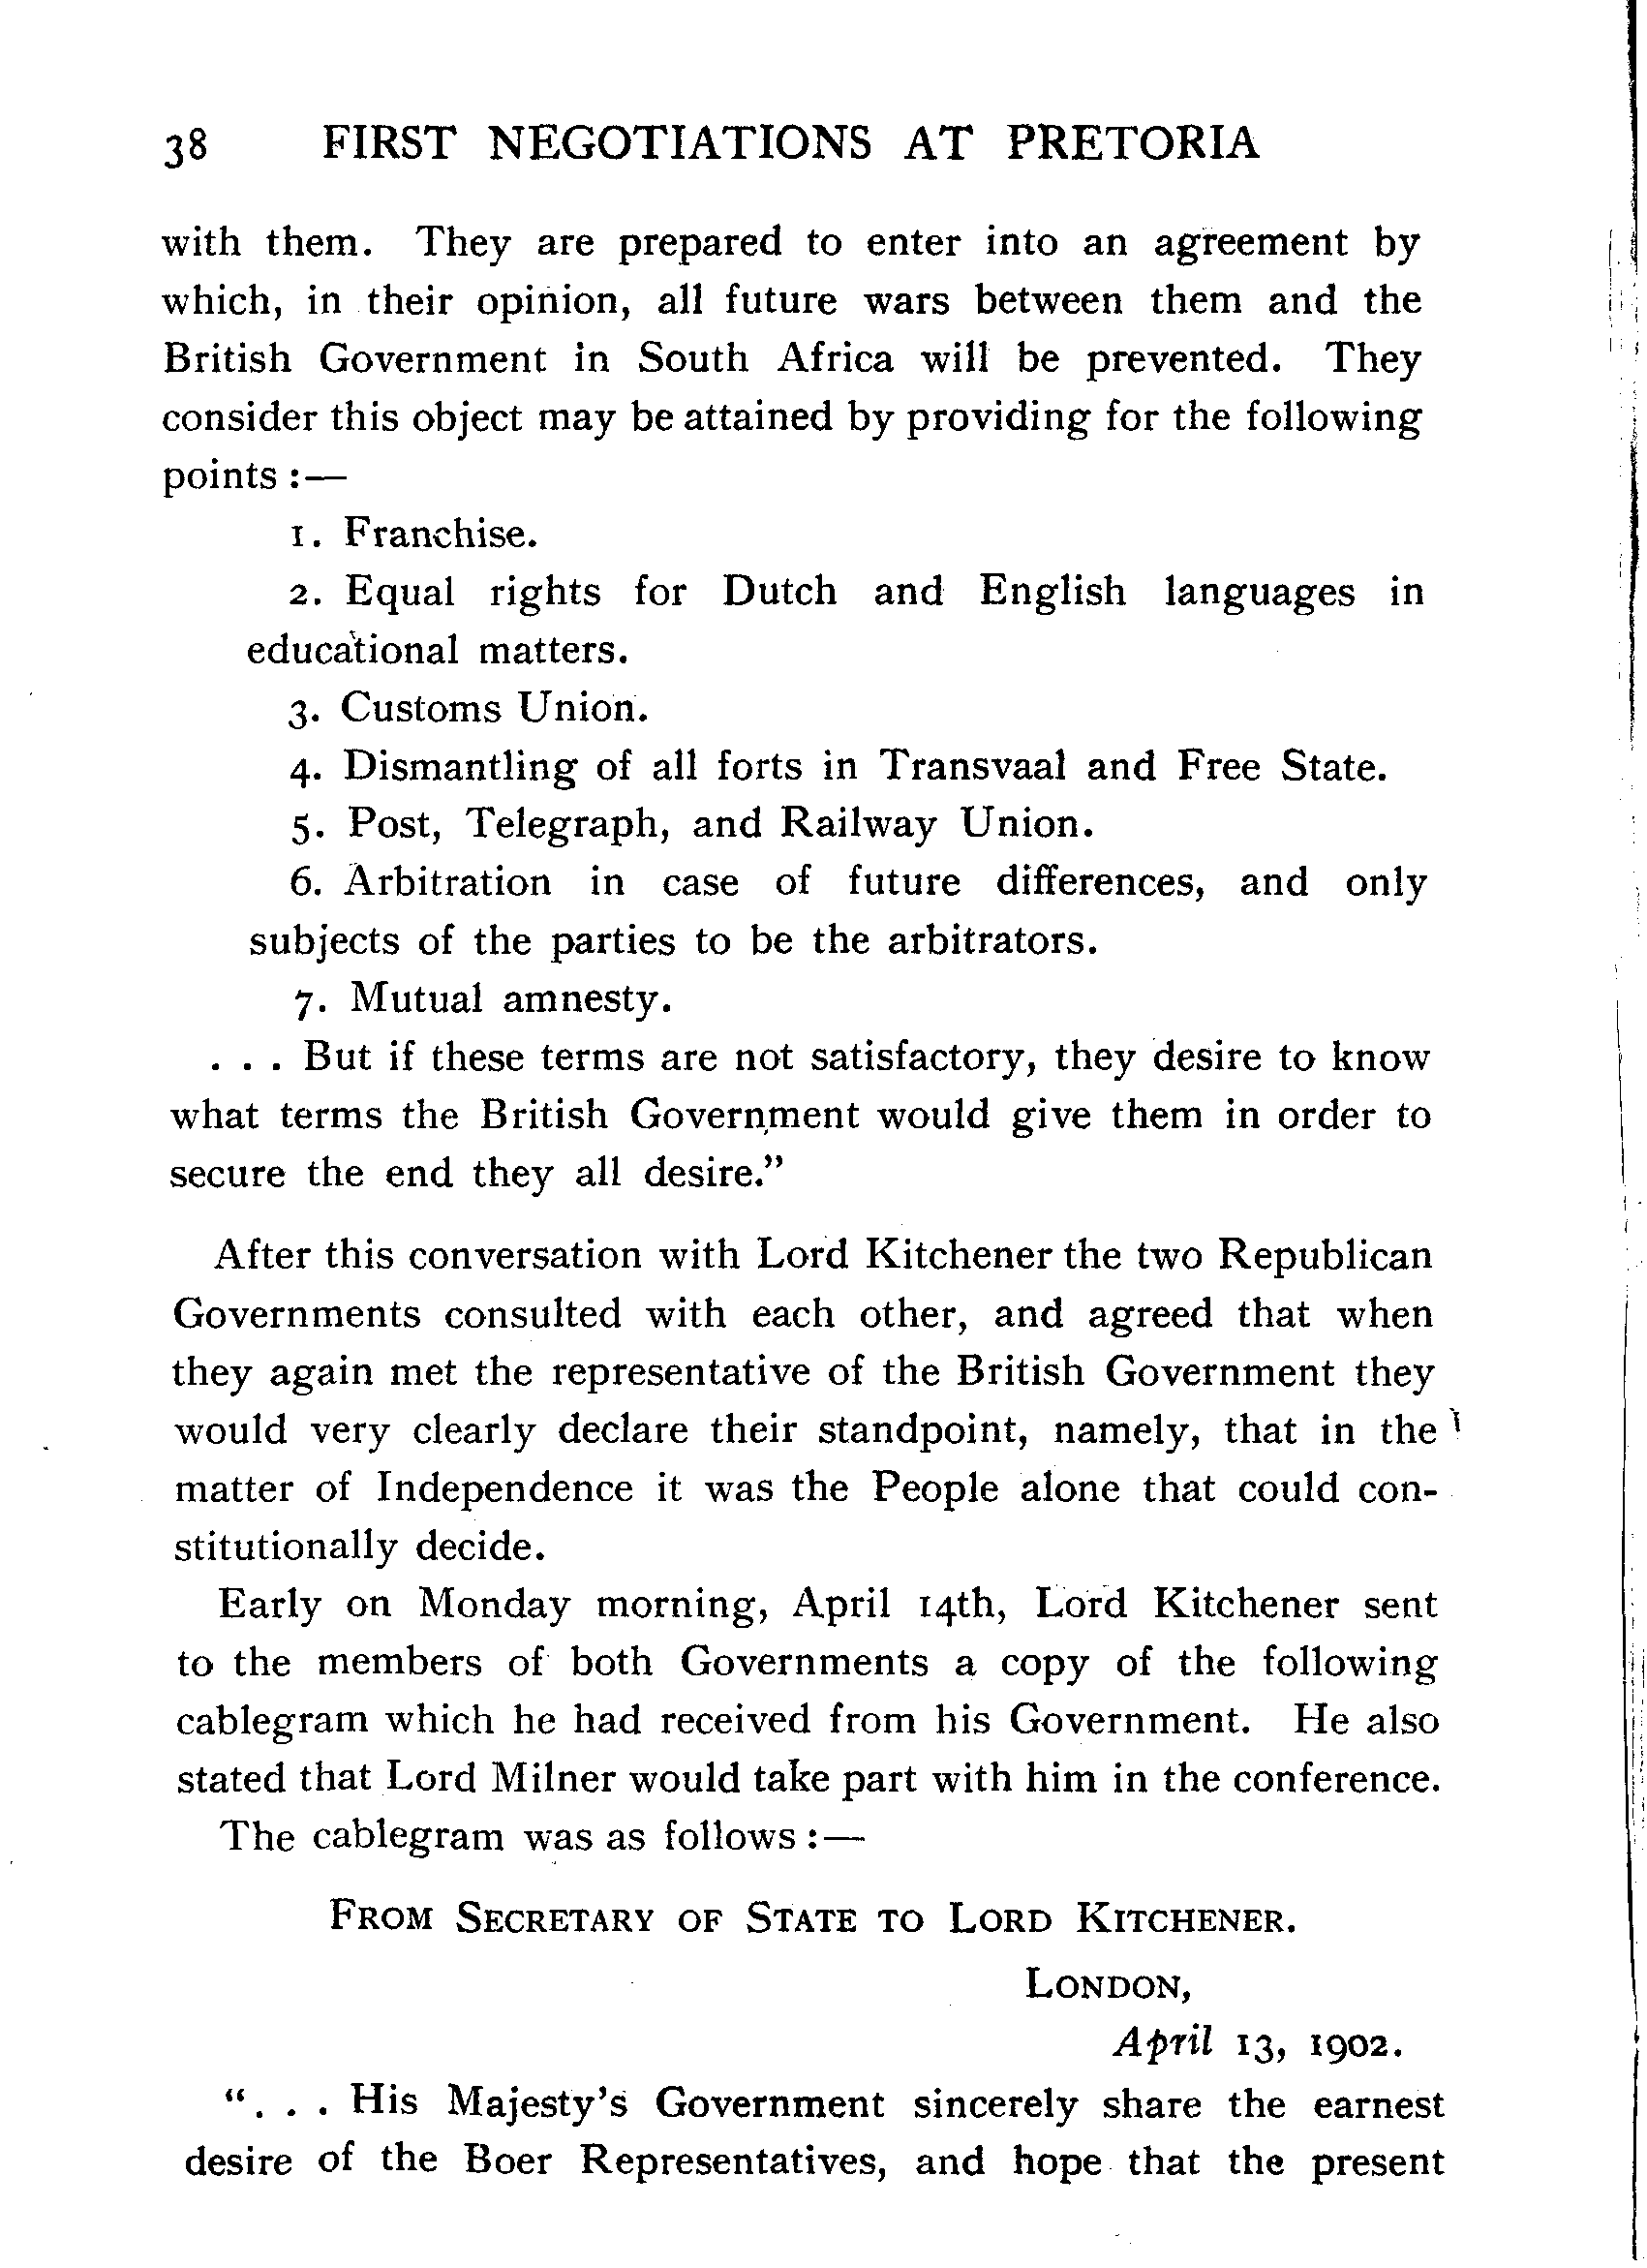 38 FIRST NEGOTIATIONS AT PRETORIA
with them. They are prepared to enter into an agreement by
which, in their opinion, all future wars between them and the
British Government in South Africa will be prevented. They
consider this object may be attained by providing for the following
points :—
1. Franchise.
2. Equal rights for Dutch and English languages in
educational matters.
3. Customs Union.
4. Dismantling of all forts in Transvaal and Free State.
5. Post, Telegraph, and Railway Union.
6. Arbitration in case of future differences, and only
subjects of the parties to be the arbitrators.
7. Mutual amnesty.
. . . But if these terms are not satisfactory, they desire to know
what terms the British Government would give them in order to
secure the end they all desire.”
After this conversation with Lord Kitchener the two Republican
Governments consulted with each other, and agreed that when
they again met the representative of the British Government they
would very clearly declare their standpoint, namely, that in the
matter of Independence it was the People alone that could con-
stitutionally decide.
Early on Monday morning, April 14th, Lord Kitchener sent
to the members of both Governments a copy of the following
cablegram which he had received from his Government. He also
stated that Lord Milner would take part with him in the conference.
The cablegram was as follows :—
FROM SECRETARY OF STATE TO LORD KITCHENER.
LONDON,
April 13, 1902.
“. . . His Majesty’s Government sincerely share the earnest
desire of the Boer Representatives, and hope that the present